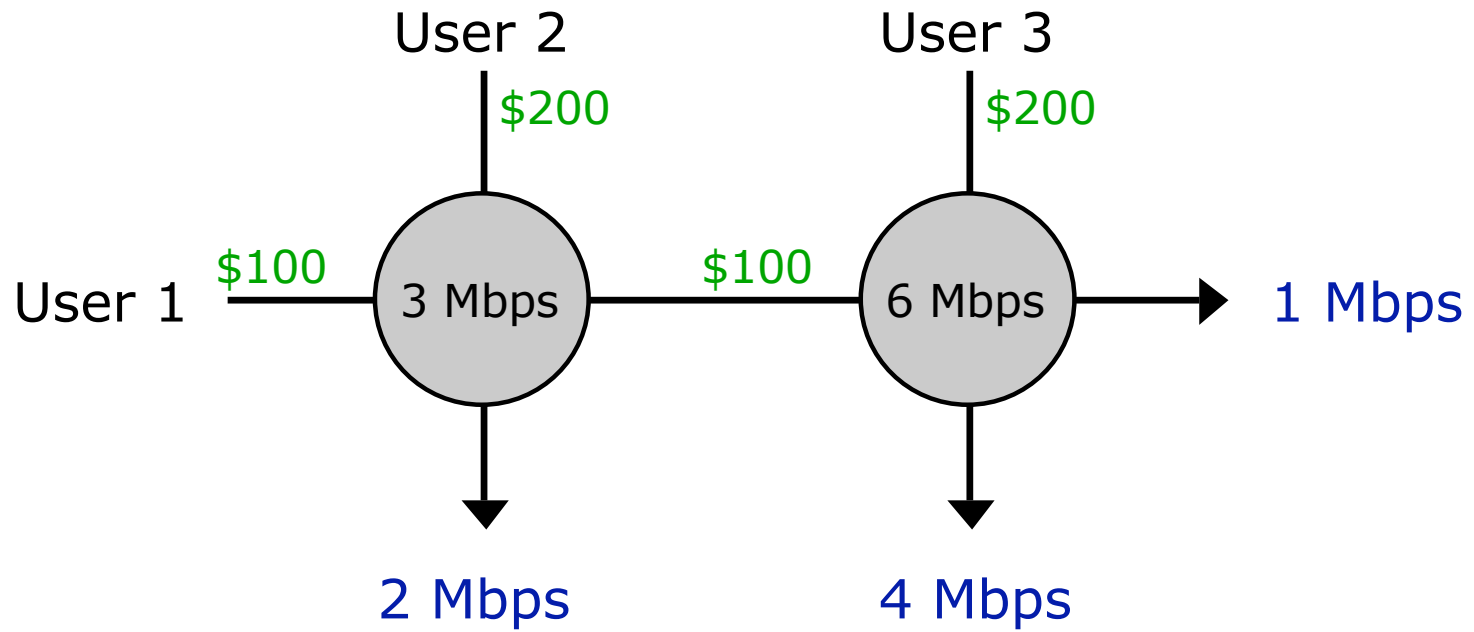 User 2
User 3
$200
$200
$100
$100
User 1
3 Mbps
6 Mbps
1 Mbps
2 Mbps
4 Mbps